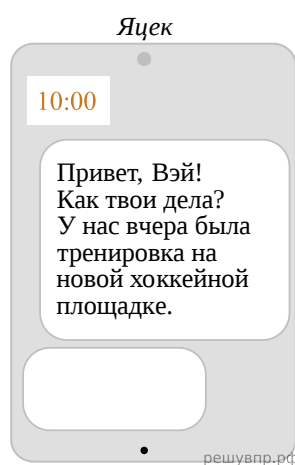 Яцек
10:00
Привет, Вэй!
Как твои дела?
У нас вчера была
тренировка на
новой хоккейной
площадке.
решувпр.рф